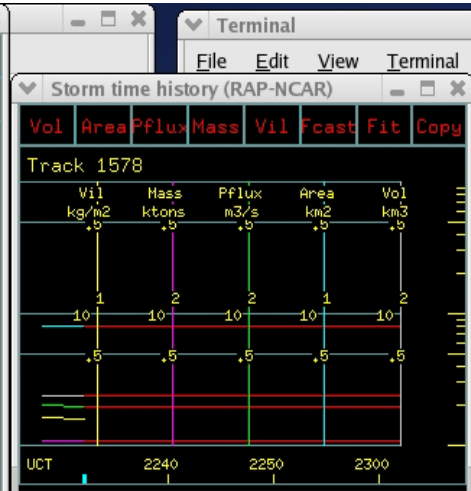 Terminal
File Edit View Terminal
Storm time history (RAP-NCAR)
Vol Area Pflux Mass Vil Fcast Fit Copy
Track 1578
Vil Mass Pflux Area Vol
kg/m2 ktons m3/s km2 km3
.5 .5 .5 .5 .5
1 2 2 1 2
10 10 10 10 10
.5 .5 .5 .5 .5
UCT 2240 2250 2300